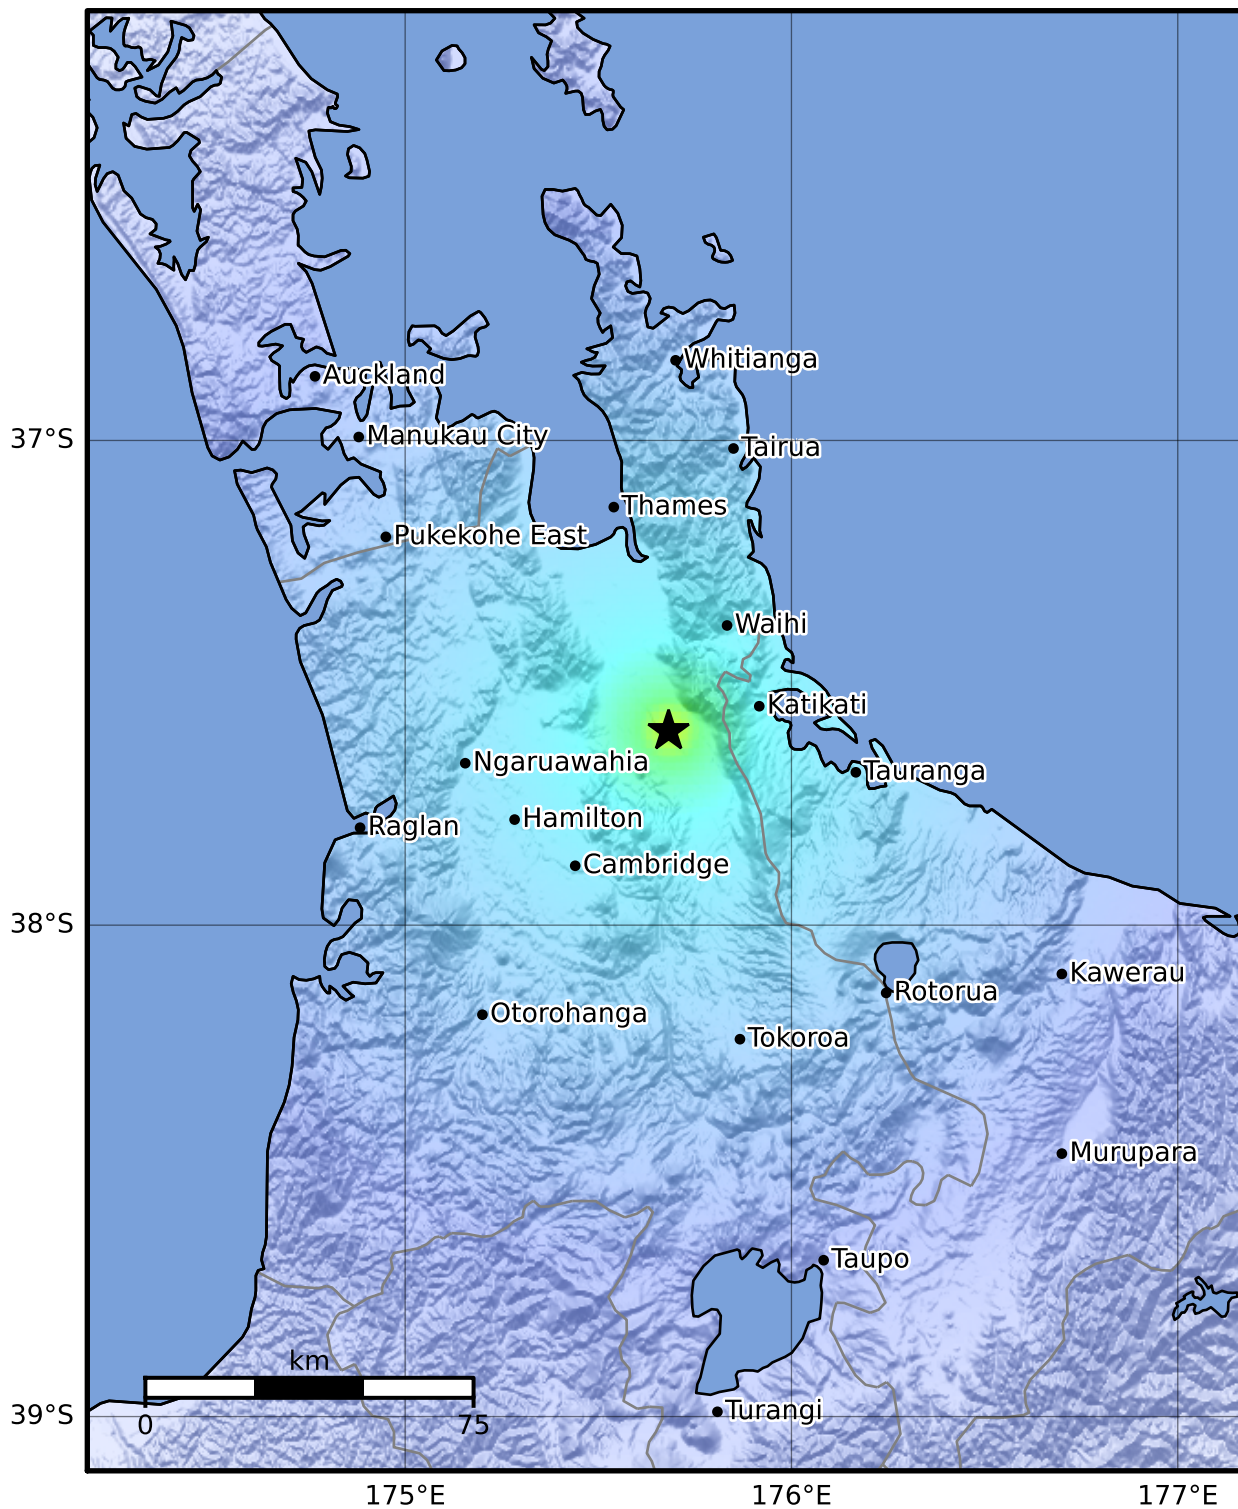 Whitianga
Auckland
Manukau City
37°S
Tairua
Thames
Pukekohe East
Waihi
Katikati
Ngaruawahia
Tauranga
Hamilton
Raglan
Cambridge
38°S
Kawerau
Rotorua
Otorohanga
Tokoroa
Murupara
Taupo
km
0
75
Turangi
39°S
175°E
176°E
177°E